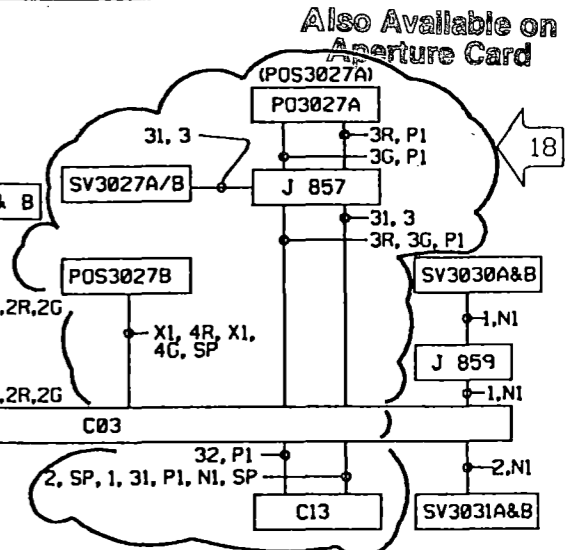 Also Available on
Aperture Card
(POS3027A)
PO3027A
31, 3
3R, P1
3G, P1
18
SV3027A/B
J 857
& B
31, 3
3R, 3G, P1
POS3027B
SV3030A&B
,2R,2G
X1, 4R, X1,
4G, SP
1,N1
J 859
,2R,2G
1,N1
C03
32, P1
2, SP, 1, 31, P1, N1, SP
2,N1
C13
SV3031A&B